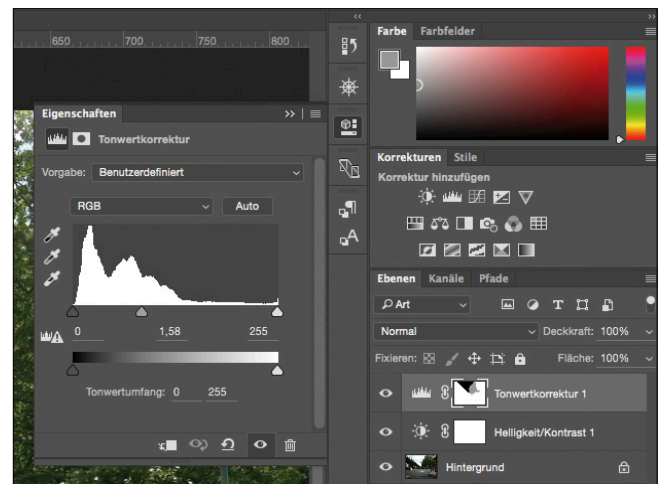 650 700 750 800
Eigenschaften
Tonwertkorrektur
Vorgabe: Benutzerdefiniert
RGB Auto
0 1,58 255
Tonwertumfang: 0 255
Farbe Farbfelder
Korrekturen Stile
Korrektur hinzufügen
Ebenen Kanäle Pfade
Art T
Normal Deckkraft: 100%
Fixieren: Fläche: 100%
Tonwertkorrektur 1
Helligkeit/Kontrast 1
Hintergrund